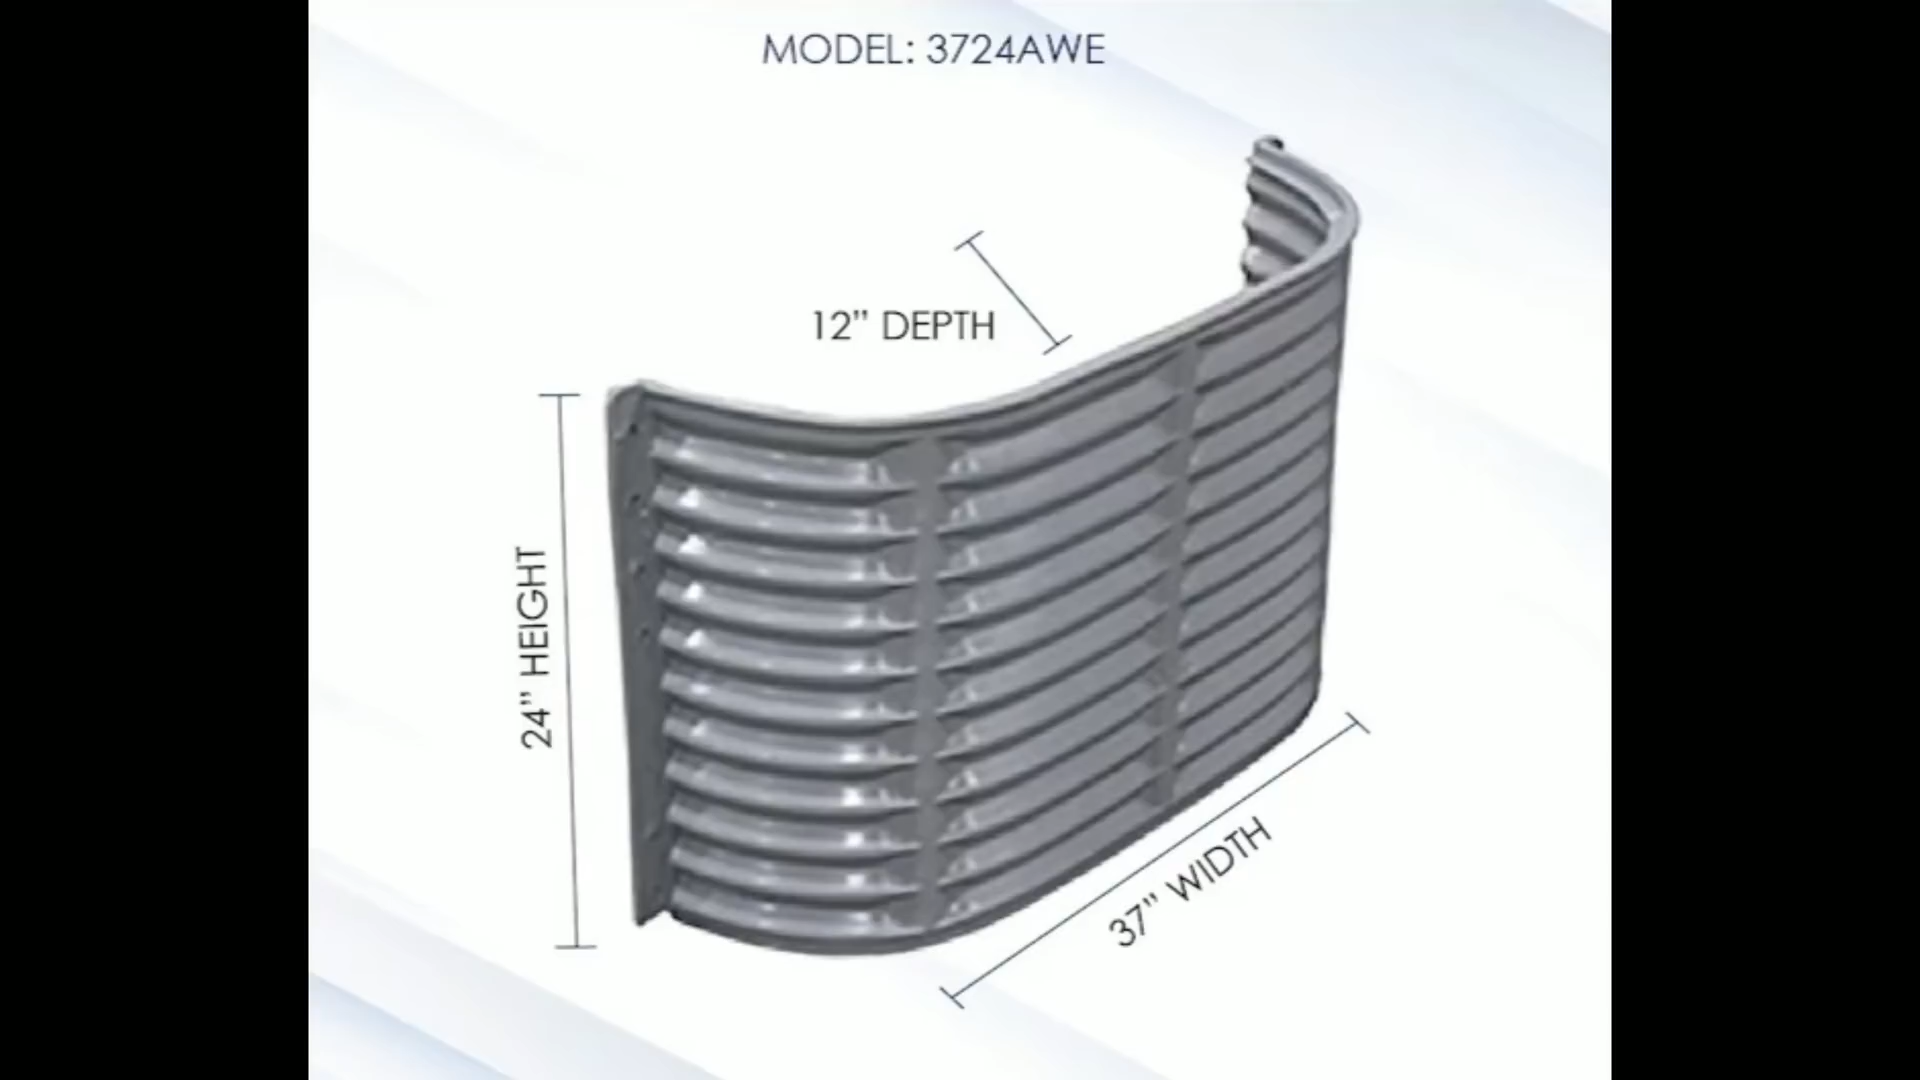 MODEL: 3724AWE
12” DEPTH
24” HEIGHT
37” WIDTH